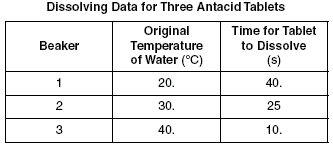 Dissolving Data for Three Antacid Tablets
Beaker
Original
Temperature
of Water (°C)
Time for Tablet
to Dissolve
(s)
1 20. 40.
2 30. 25
3 40. 10.